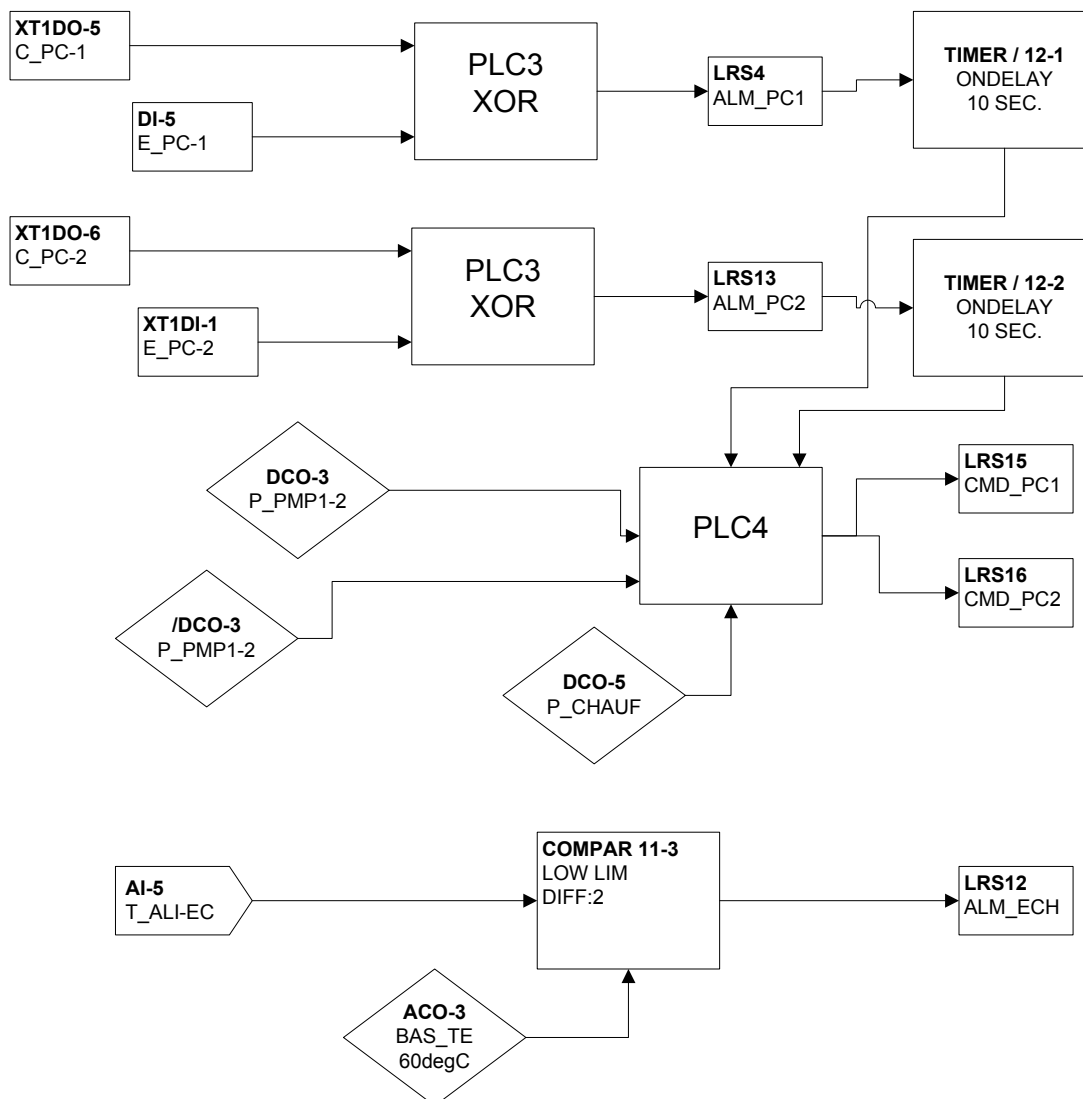 XT1DO-5
C_PC-1
DI-5
E_PC-1
PLC3
XOR
LRS4
ALM_PC1
TIMER / 12-1
ONDELAY
10 SEC.
XT1DO-6
C_PC-2
XT1DI-1
E_PC-2
PLC3
XOR
LRS13
ALM_PC2
TIMER / 12-2
ONDELAY
10 SEC.
DCO-3
P_PMP1-2
/DCO-3
P_PMP1-2
PLC4
DCO-5
P_CHAUF
LRS15
CMD_PC1
LRS16
CMD_PC2
AI-5
T_ALI-EC
COMPAR 11-3
LOW LIM
DIFF:2
ACO-3
BAS_TE
60degC
LRS12
ALM_ECH